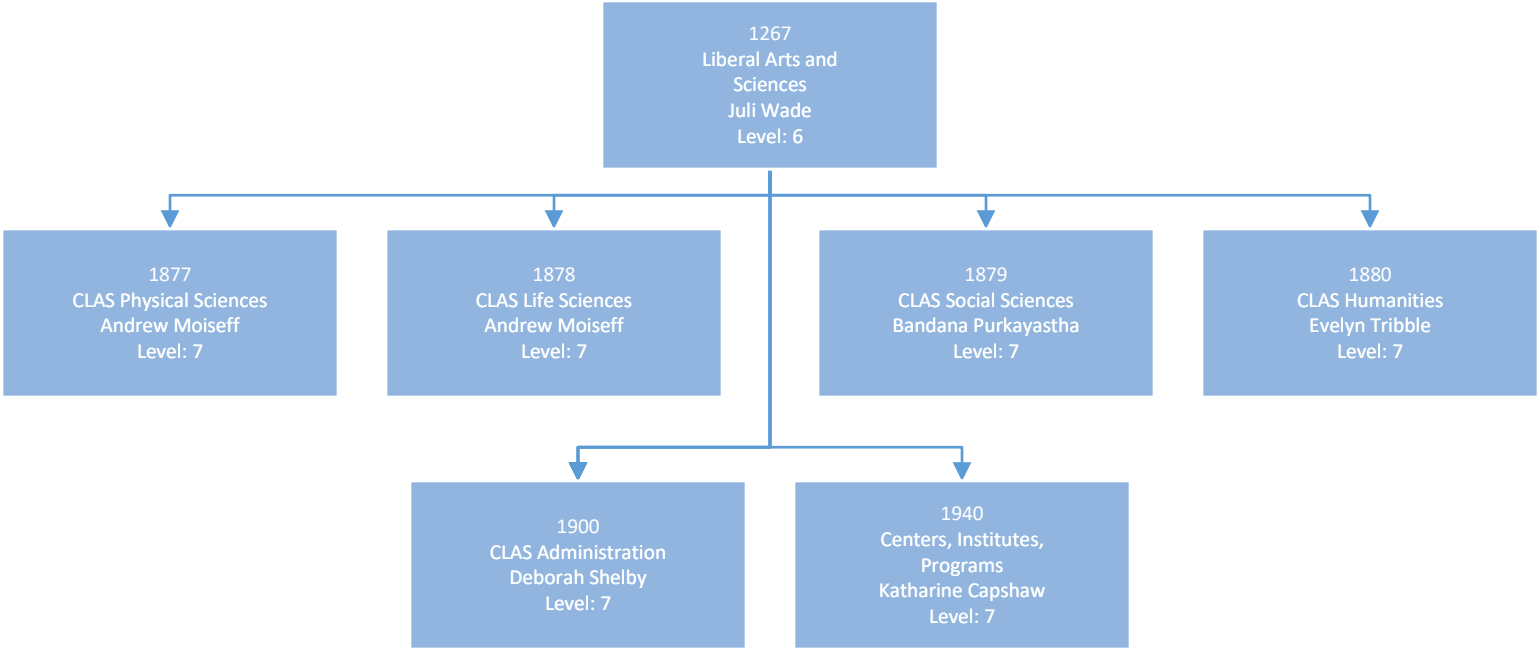 1267
Liberal Arts and
Sciences
Juli Wade
Level: 6
1877
CLAS Physical Sciences
Andrew Moiseff
Level: 7
1878
CLAS Life Sciences
Andrew Moiseff
Level: 7
1879
CLAS Social Sciences
Bandana Purkayastha
Level: 7
1880
CLAS Humanities
Evelyn Tribble
Level: 7
1900
CLAS Administration
Deborah Shelby
Level: 7
1940
Centers, Institutes,
Programs
Katharine Capshaw
Level: 7